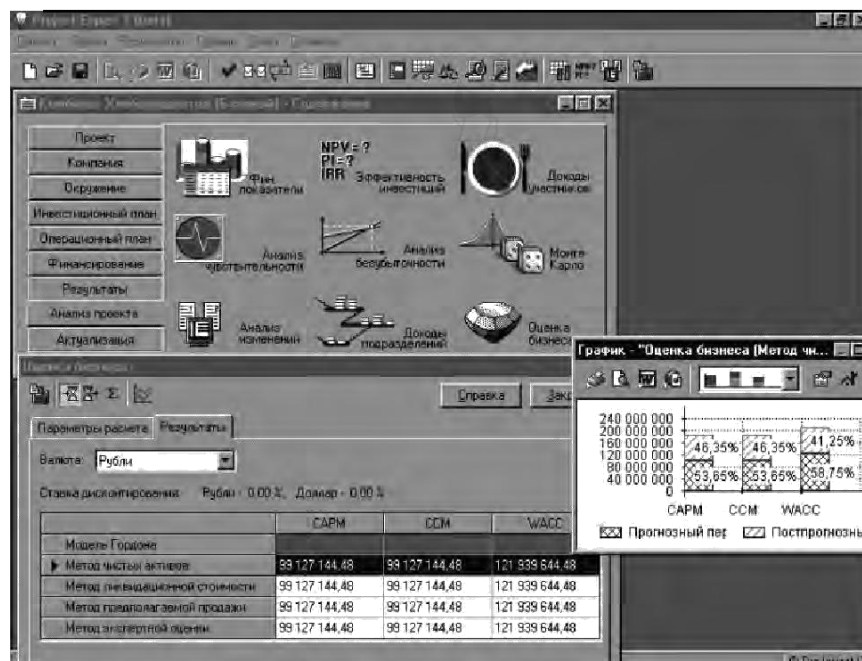 Project Expert 7
Проект
Компания
Окружение
Инвестиционный план
Операционный план
Финансирование
Результаты
Анализ проекта
Актуализация
Фин.
показатели
NPV = ?
PI = ?
IRR
Эффективность
инвестиций
Доходы
участников
Анализ
чувствительности
Анализ
безубыточности
Монте-
Карло
Анализ
изменений
Доходы
подразделений
Оценка
бизнеса
Справка
Параметры расчета
Результаты
Валюта:
Рубли
Ставка дисконтирования: Рубли - 0,00 %, Доллар - 0,00 %
CAPM CCM WACC
Модель Гордона
Метод чистых активов 99 127 144,48 99 127 144,48 121 939 644,48
Метод ликвидационной стоимости 99 127 144,48 99 127 144,48 121 939 644,48
Метод предполагаемой продажи 99 127 144,48 99 127 144,48 121 939 644,48
Метод экспертной оценки 99 127 144,48 99 127 144,48 121 939 644,48
График - "Оценка бизнеса (Метод чи...
240 000 000
200 000 000
160 000 000
120 000 000
80 000 000
40 000 000
0
46,35% 46,35% 41,25%
53,65% 53,65% 58,75%
CAPM CCM WACC
Прогнозный пер Постпрогнозны